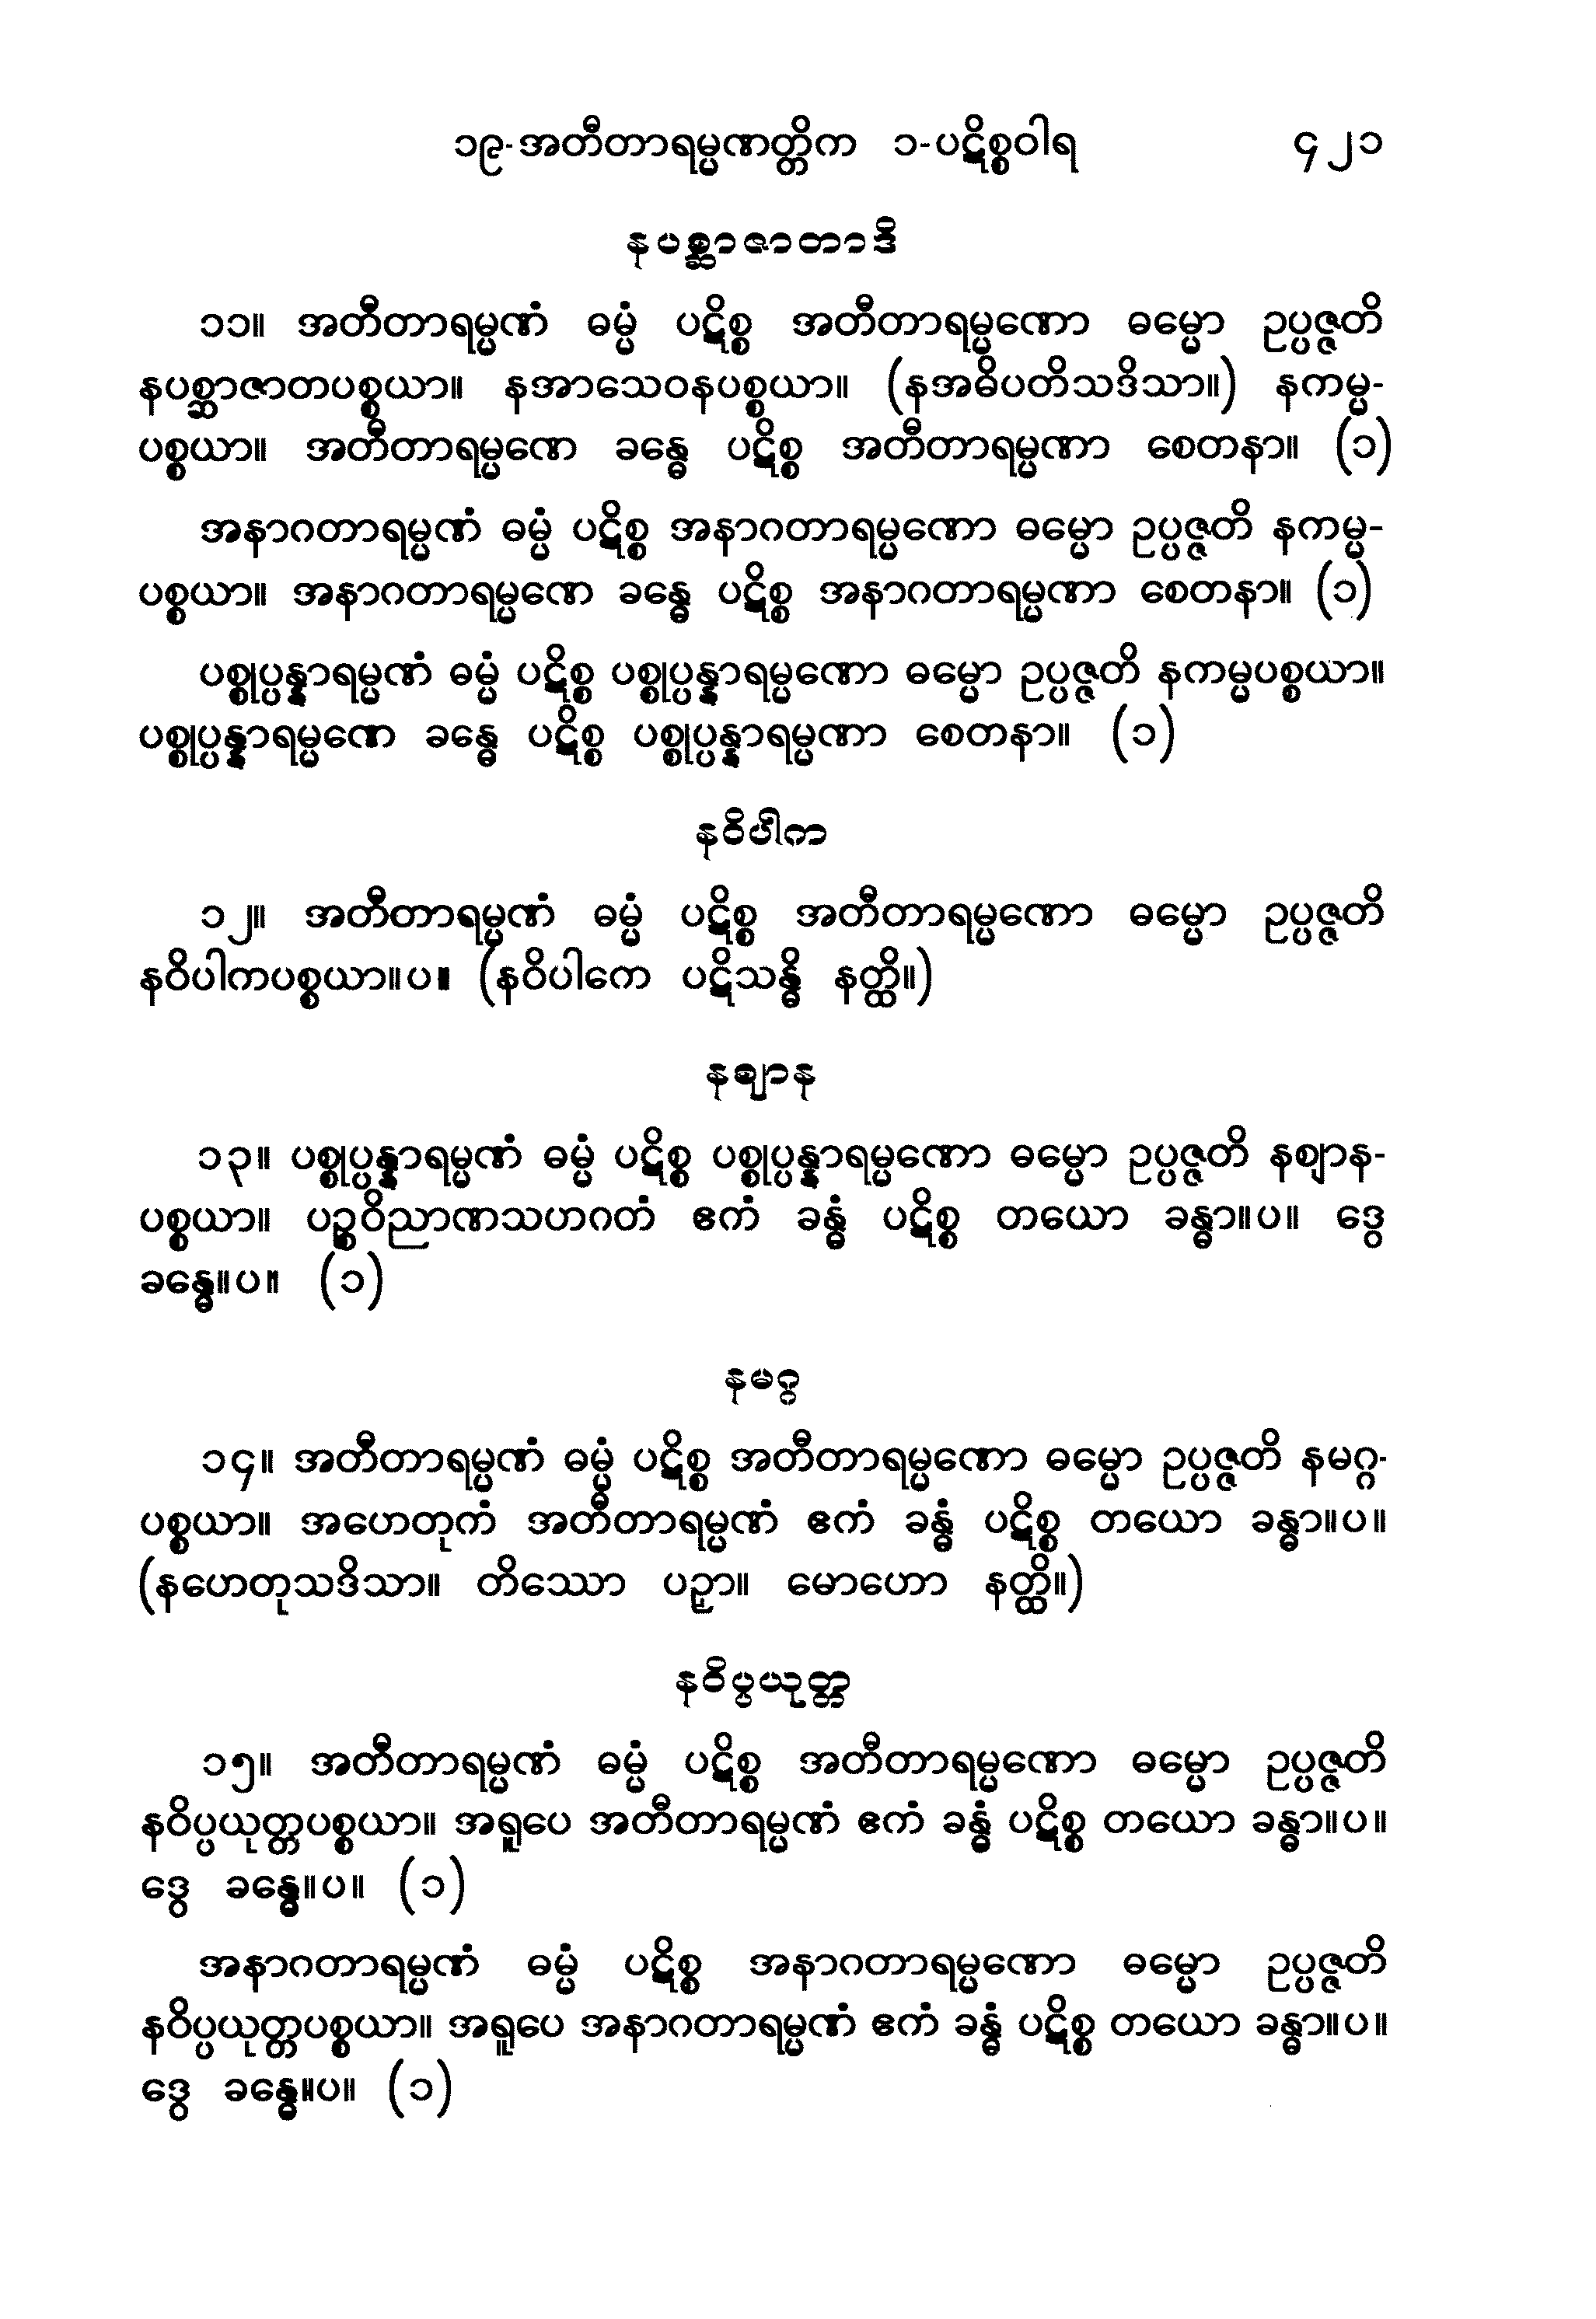 ၁၉-အတီတာရမ္မဏတ္တိက ၁-ပဋိစ္စဝါရ ၄၂၁
နပစ္ဆာဇာတာဒိ
၁၁။ အတီတာရမ္မဏံ ဓမ္မံ ပဋိစ္စ အတီတာရမ္မဏော ဓမ္မော ဥပ္ပဇ္ဇတိ
နပစ္ဆာဇာတပစ္စယာ။ နအာသေဝနပစ္စယာ။ (နအဓိပတိသဒိသာ။) နကမ္မ-
ပစ္စယာ။ အတီတာရမ္မဏေ ခန္ဓေ ပဋိစ္စ အတီတာရမ္မဏာ စေတနာ။ (၁)
အနာဂတာရမ္မဏံ ဓမ္မံ ပဋိစ္စ အနာဂတာရမ္မဏော ဓမ္မော ဥပ္ပဇ္ဇတိ နကမ္မ-
ပစ္စယာ။ အနာဂတာရမ္မဏေ ခန္ဓေ ပဋိစ္စ အနာဂတာရမ္မဏာ စေတနာ။ (၁)
ပစ္စုပ္ပန္နာရမ္မဏံ ဓမ္မံ ပဋိစ္စ ပစ္စုပ္ပန္နာရမ္မဏော ဓမ္မော ဥပ္ပဇ္ဇတိ နကမ္မပစ္စယာ။
ပစ္စုပ္ပန္နာရမ္မဏေ ခန္ဓေ ပဋိစ္စ ပစ္စုပ္ပန္နာရမ္မဏာ စေတနာ။ (၁)
နဝိပါက
၁၂။ အတီတာရမ္မဏံ ဓမ္မံ ပဋိစ္စ အတီတာရမ္မဏော ဓမ္မော ဥပ္ပဇ္ဇတိ
နဝိပါကပစ္စယာ။ပ။ (နဝိပါကေ ပဋိသန္ဓိ နတ္ထိ။)
နဈာန
၁၃။ ပစ္စုပ္ပန္နာရမ္မဏံ ဓမ္မံ ပဋိစ္စ ပစ္စုပ္ပန္နာရမ္မဏော ဓမ္မော ဥပ္ပဇ္ဇတိ နဈာန-
ပစ္စယာ။ ပဉ္စဝိညာဏသဟဂတံ ဧကံ ခန္ဓံ ပဋိစ္စ တယော ခန္ဓာ။ပ။ ဒွေ
ခန္ဓေ။ပ။ (၁)
နမဂ္ဂ
၁၄။ အတီတာရမ္မဏံ ဓမ္မံ ပဋိစ္စ အတီတာရမ္မဏော ဓမ္မော ဥပ္ပဇ္ဇတိ နမဂ္ဂ-
ပစ္စယာ။ အဟေတုကံ အတီတာရမ္မဏံ ဧကံ ခန္ဓံ ပဋိစ္စ တယော ခန္ဓာ။ပ။
(နဟေတုသဒိသာ။ တိဿော ပဉှာ။ မောဟော နတ္ထိ။)
နဝိပ္ပယုတ္တ
၁၅။ အတီတာရမ္မဏံ ဓမ္မံ ပဋိစ္စ အတီတာရမ္မဏော ဓမ္မော ဥပ္ပဇ္ဇတိ
နဝိပ္ပယုတ္တပစ္စယာ။ အရူပေ အတီတာရမ္မဏံ ဧကံ ခန္ဓံ ပဋိစ္စ တယော ခန္ဓာ။ပ။
ဒွေ ခန္ဓေ။ပ။ (၁)
အနာဂတာရမ္မဏံ ဓမ္မံ ပဋိစ္စ အနာဂတာရမ္မဏော ဓမ္မော ဥပ္ပဇ္ဇတိ
နဝိပ္ပယုတ္တပစ္စယာ။ အရူပေ အနာဂတာရမ္မဏံ ဧကံ ခန္ဓံ ပဋိစ္စ တယော ခန္ဓာ။ပ။
ဒွေ ခန္ဓေ။ပ။ (၁)